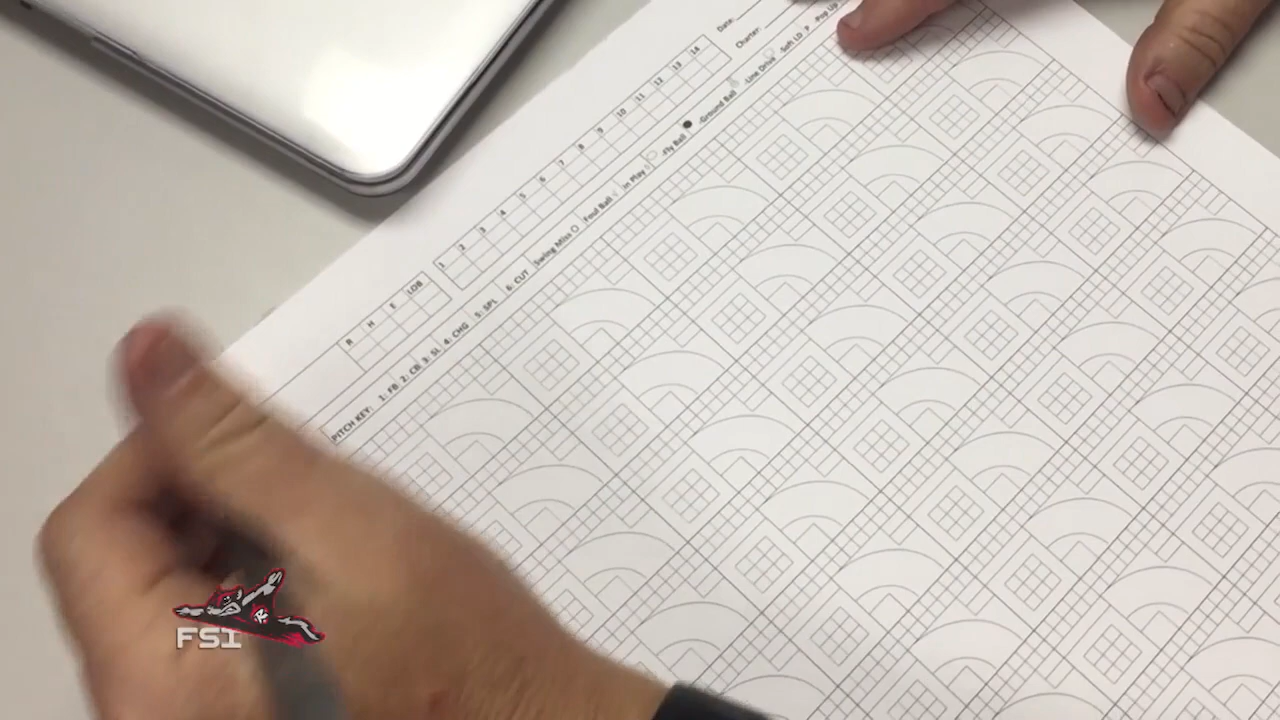 Date:
Charter:
1 2 3 4 5 6 7 8 9 10 11 12 13 14
R H E LOB
PITCH KEY: 1: FB 2: CB 3: SL 4: CHG 5: SPL 6: CUT Swing Miss O Foul Ball In Play -Fly Ball -Ground Ball -Line Drive -Soft LD P -Pop Up
FSI